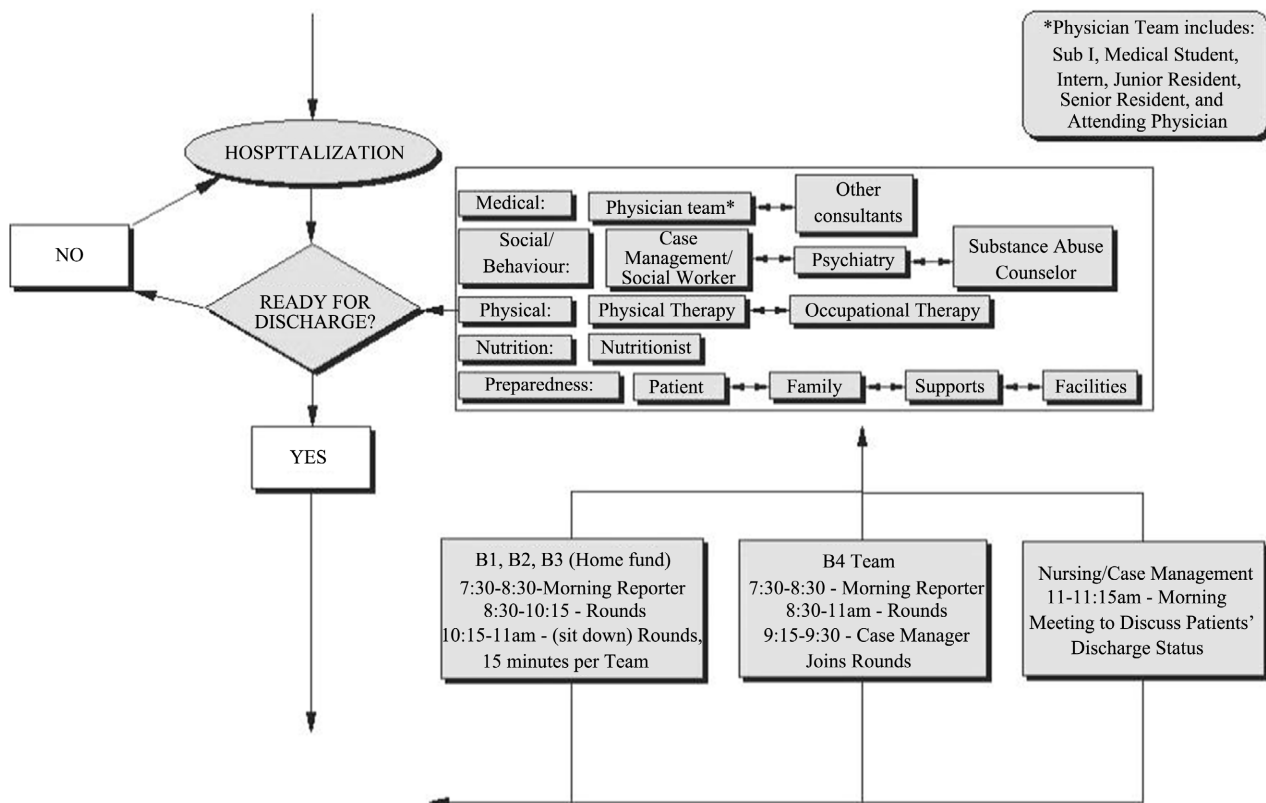 *Physician Team includes:
Sub I, Medical Student,
Intern, Junior Resident,
Senior Resident, and
Attending Physician
HOSPTTALIZATION
NO
READY FOR
DISCHARGE?
YES
Medical:
Physician team*
Other
consultants
Social/
Behaviour:
Case
Management/
Social Worker
Psychiatry
Substance Abuse
Counselor
Physical:
Physical Therapy
Occupational Therapy
Nutrition:
Nutritionist
Preparedness:
Patient
Family
Supports
Facilities
B1, B2, B3 (Home fund)
7:30-8:30-Morning Reporter
8:30-10:15 - Rounds
10:15-11am - (sit down) Rounds,
15 minutes per Team
B4 Team
7:30-8:30 - Morning Reporter
8:30-11am - Rounds
9:15-9:30 - Case Manager
Joins Rounds
Nursing/Case Management
11-11:15am - Morning
Meeting to Discuss Patients’
Discharge Status